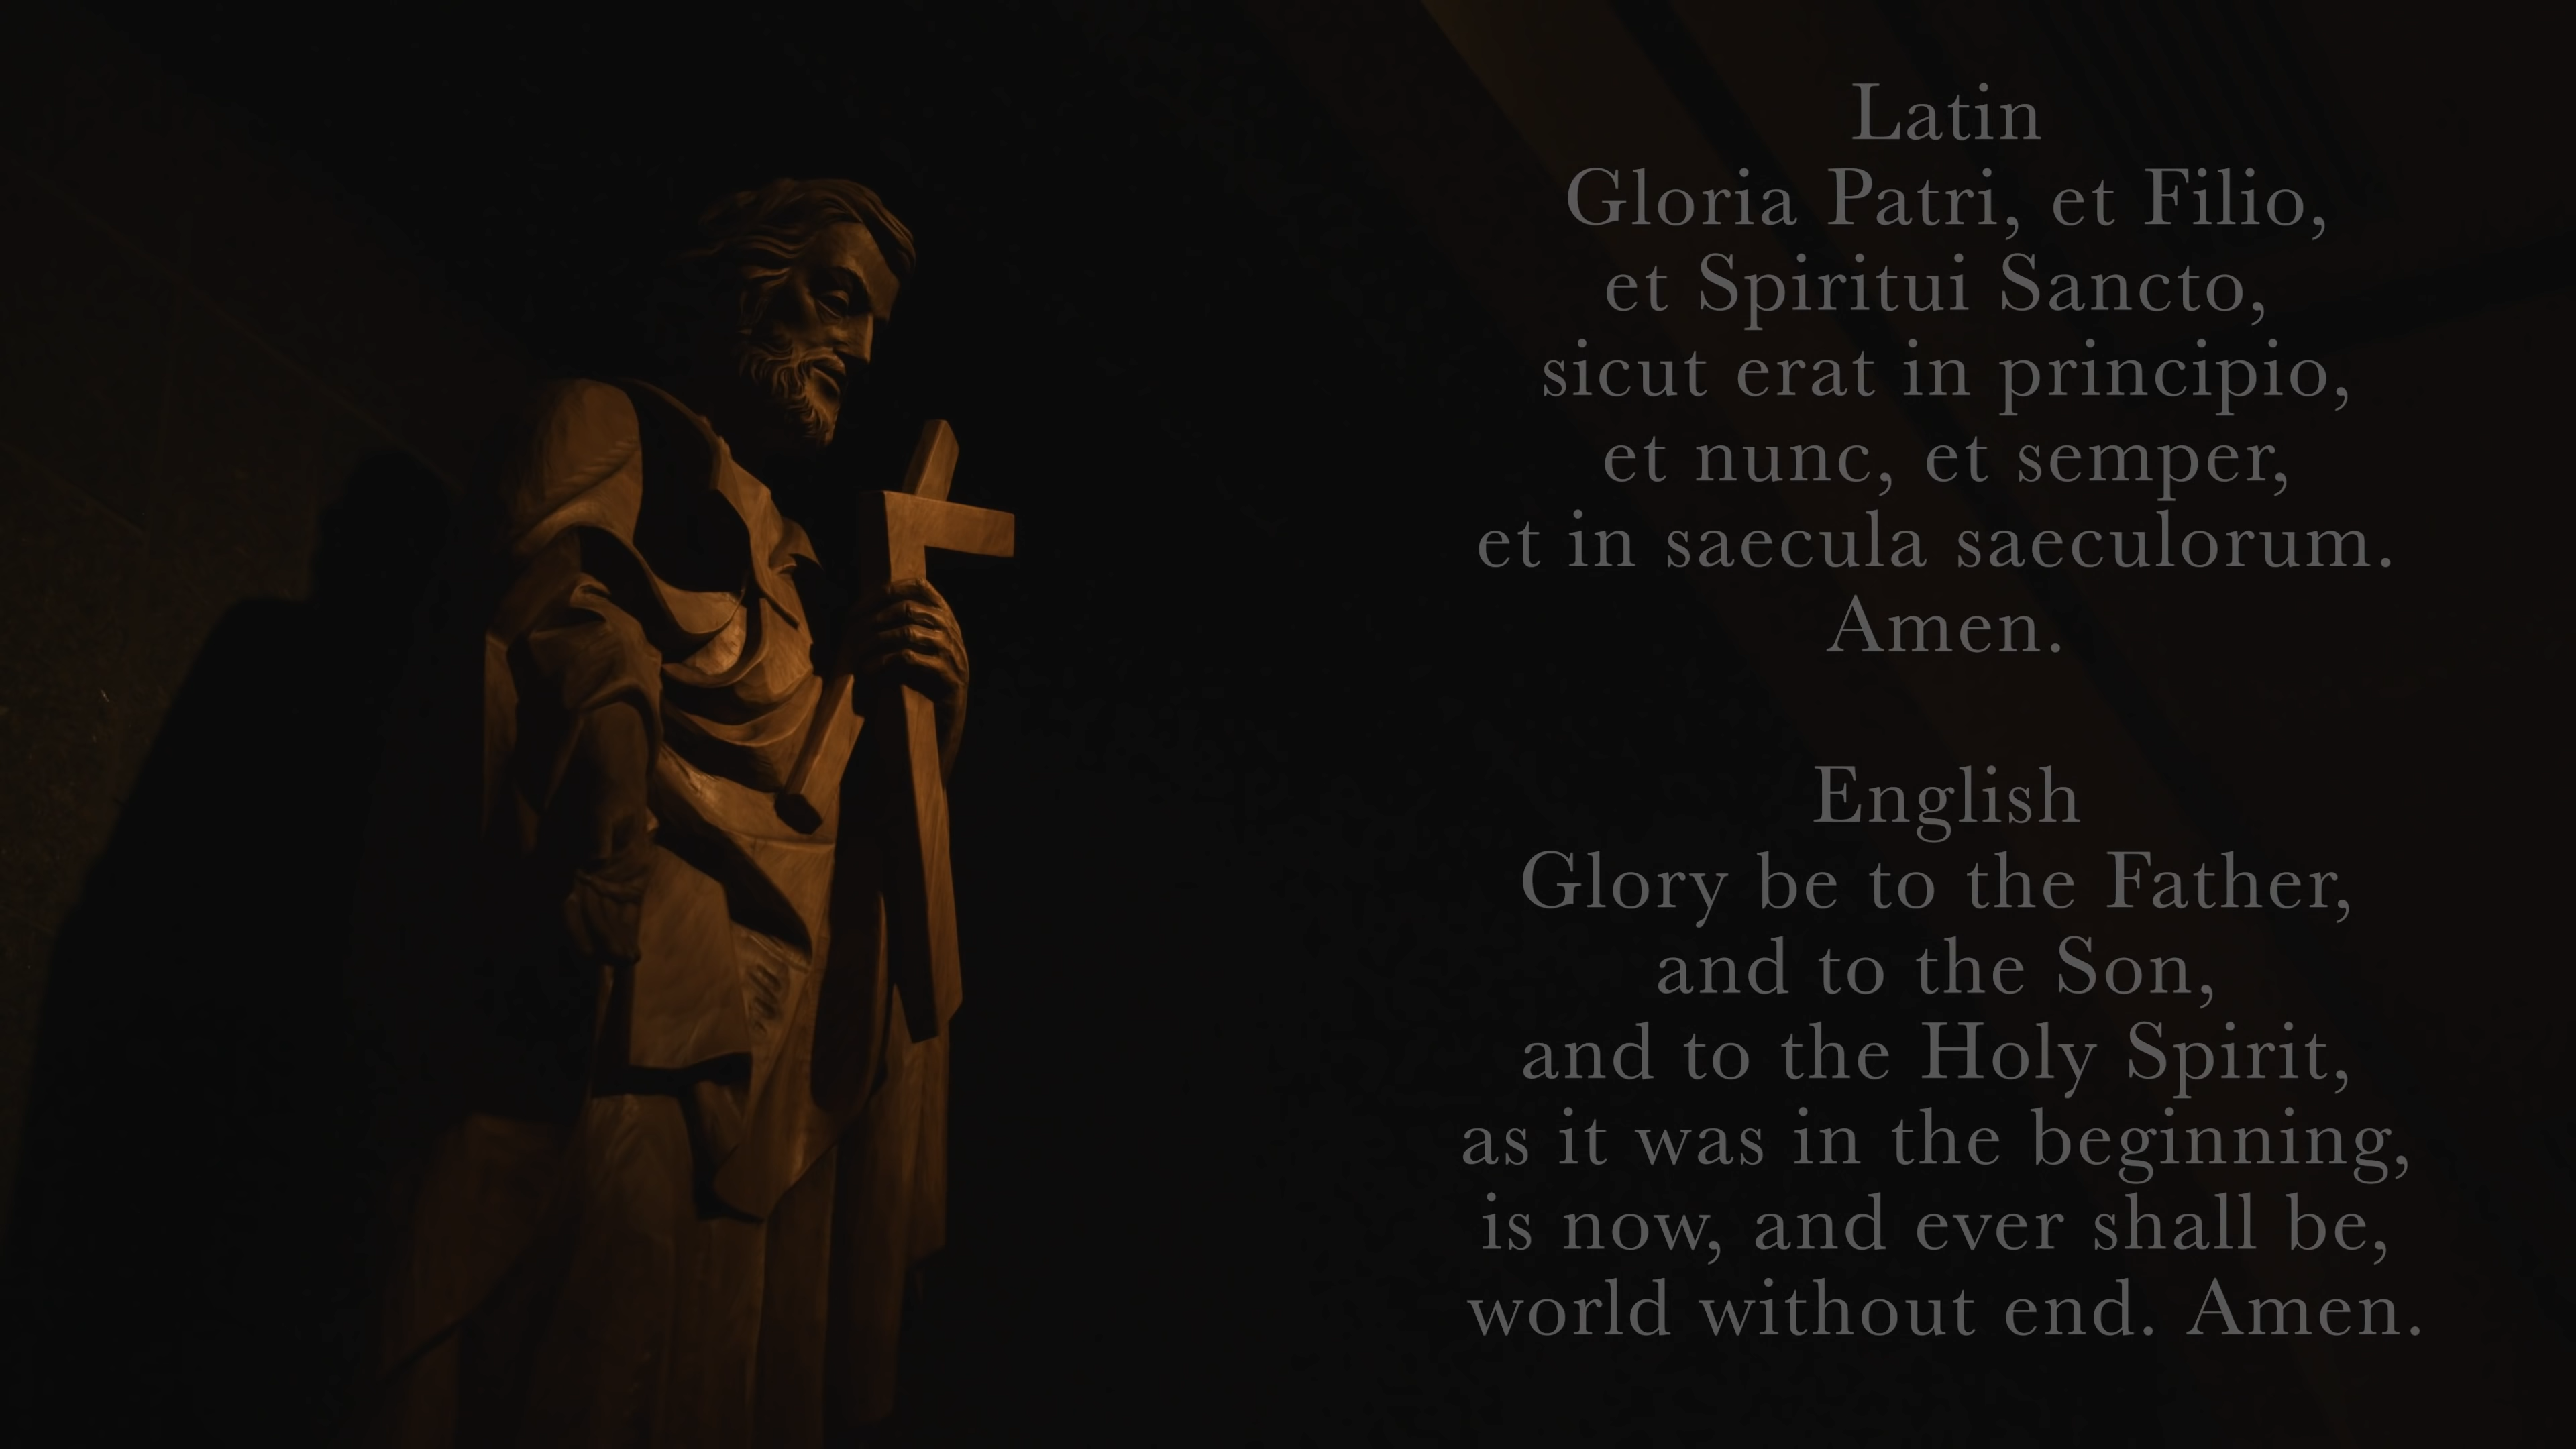 Latin
Gloria Patri, et Filio,
et Spiritui Sancto,
sicut erat in principio,
et nunc, et semper,
et in saecula saeculorum.
Amen.
English
Glory be to the Father,
and to the Son,
and to the Holy Spirit,
as it was in the beginning,
is now, and ever shall be,
world without end. Amen.